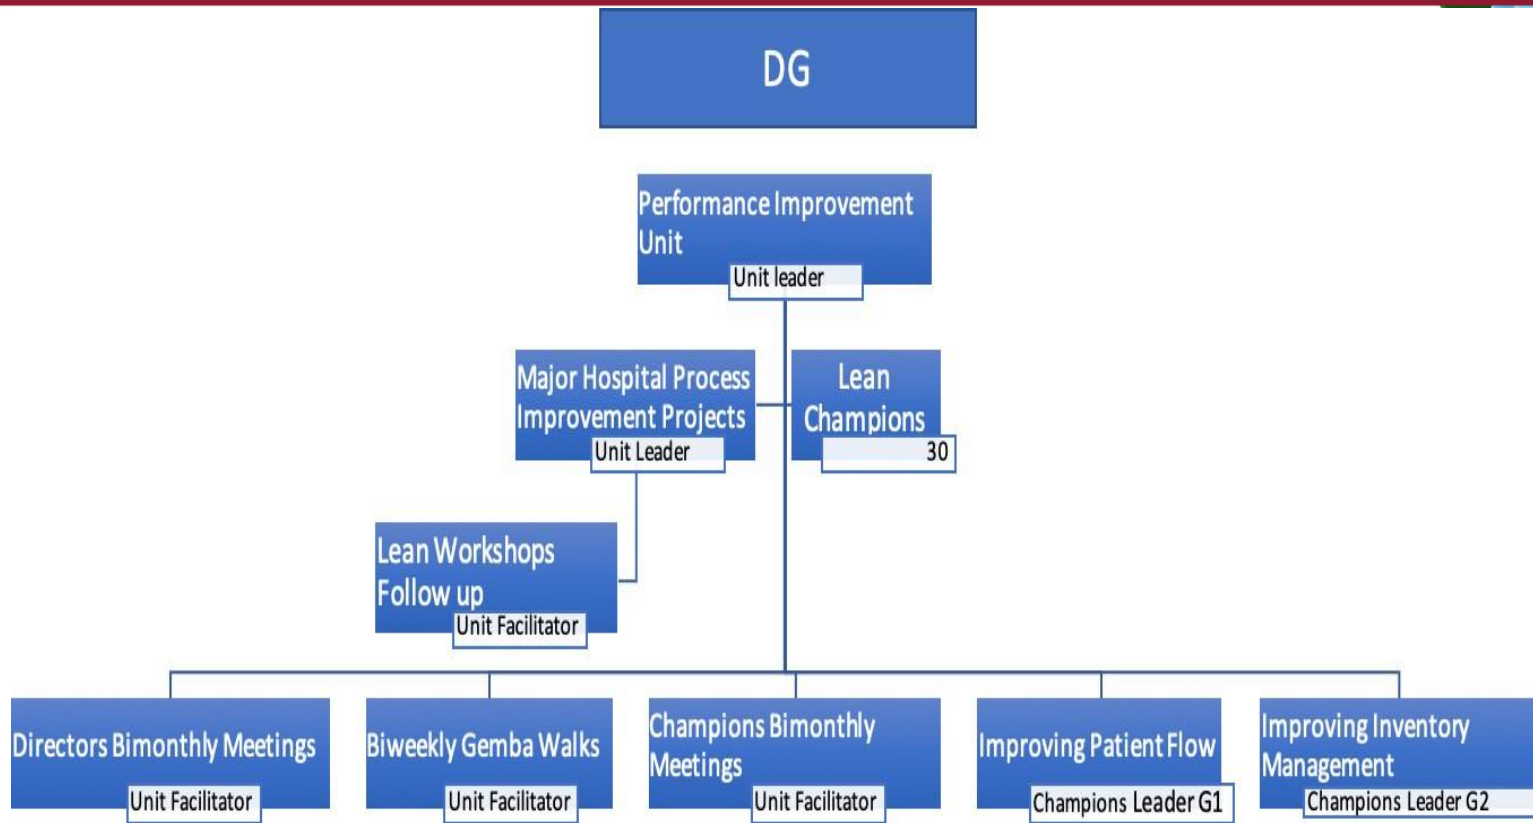 DG
Performance Improvement
Unit
Unit leader
Major Hospital Process
Improvement Projects
Unit Leader
Lean
Champions
30
Lean Workshops
Follow up
Unit Facilitator
Directors Bimonthly Meetings
Unit Facilitator
Biweekly Gemba Walks
Unit Facilitator
Champions Bimonthly
Meetings
Unit Facilitator
Improving Patient Flow
Champions Leader G1
Improving Inventory
Management
Champions Leader G2